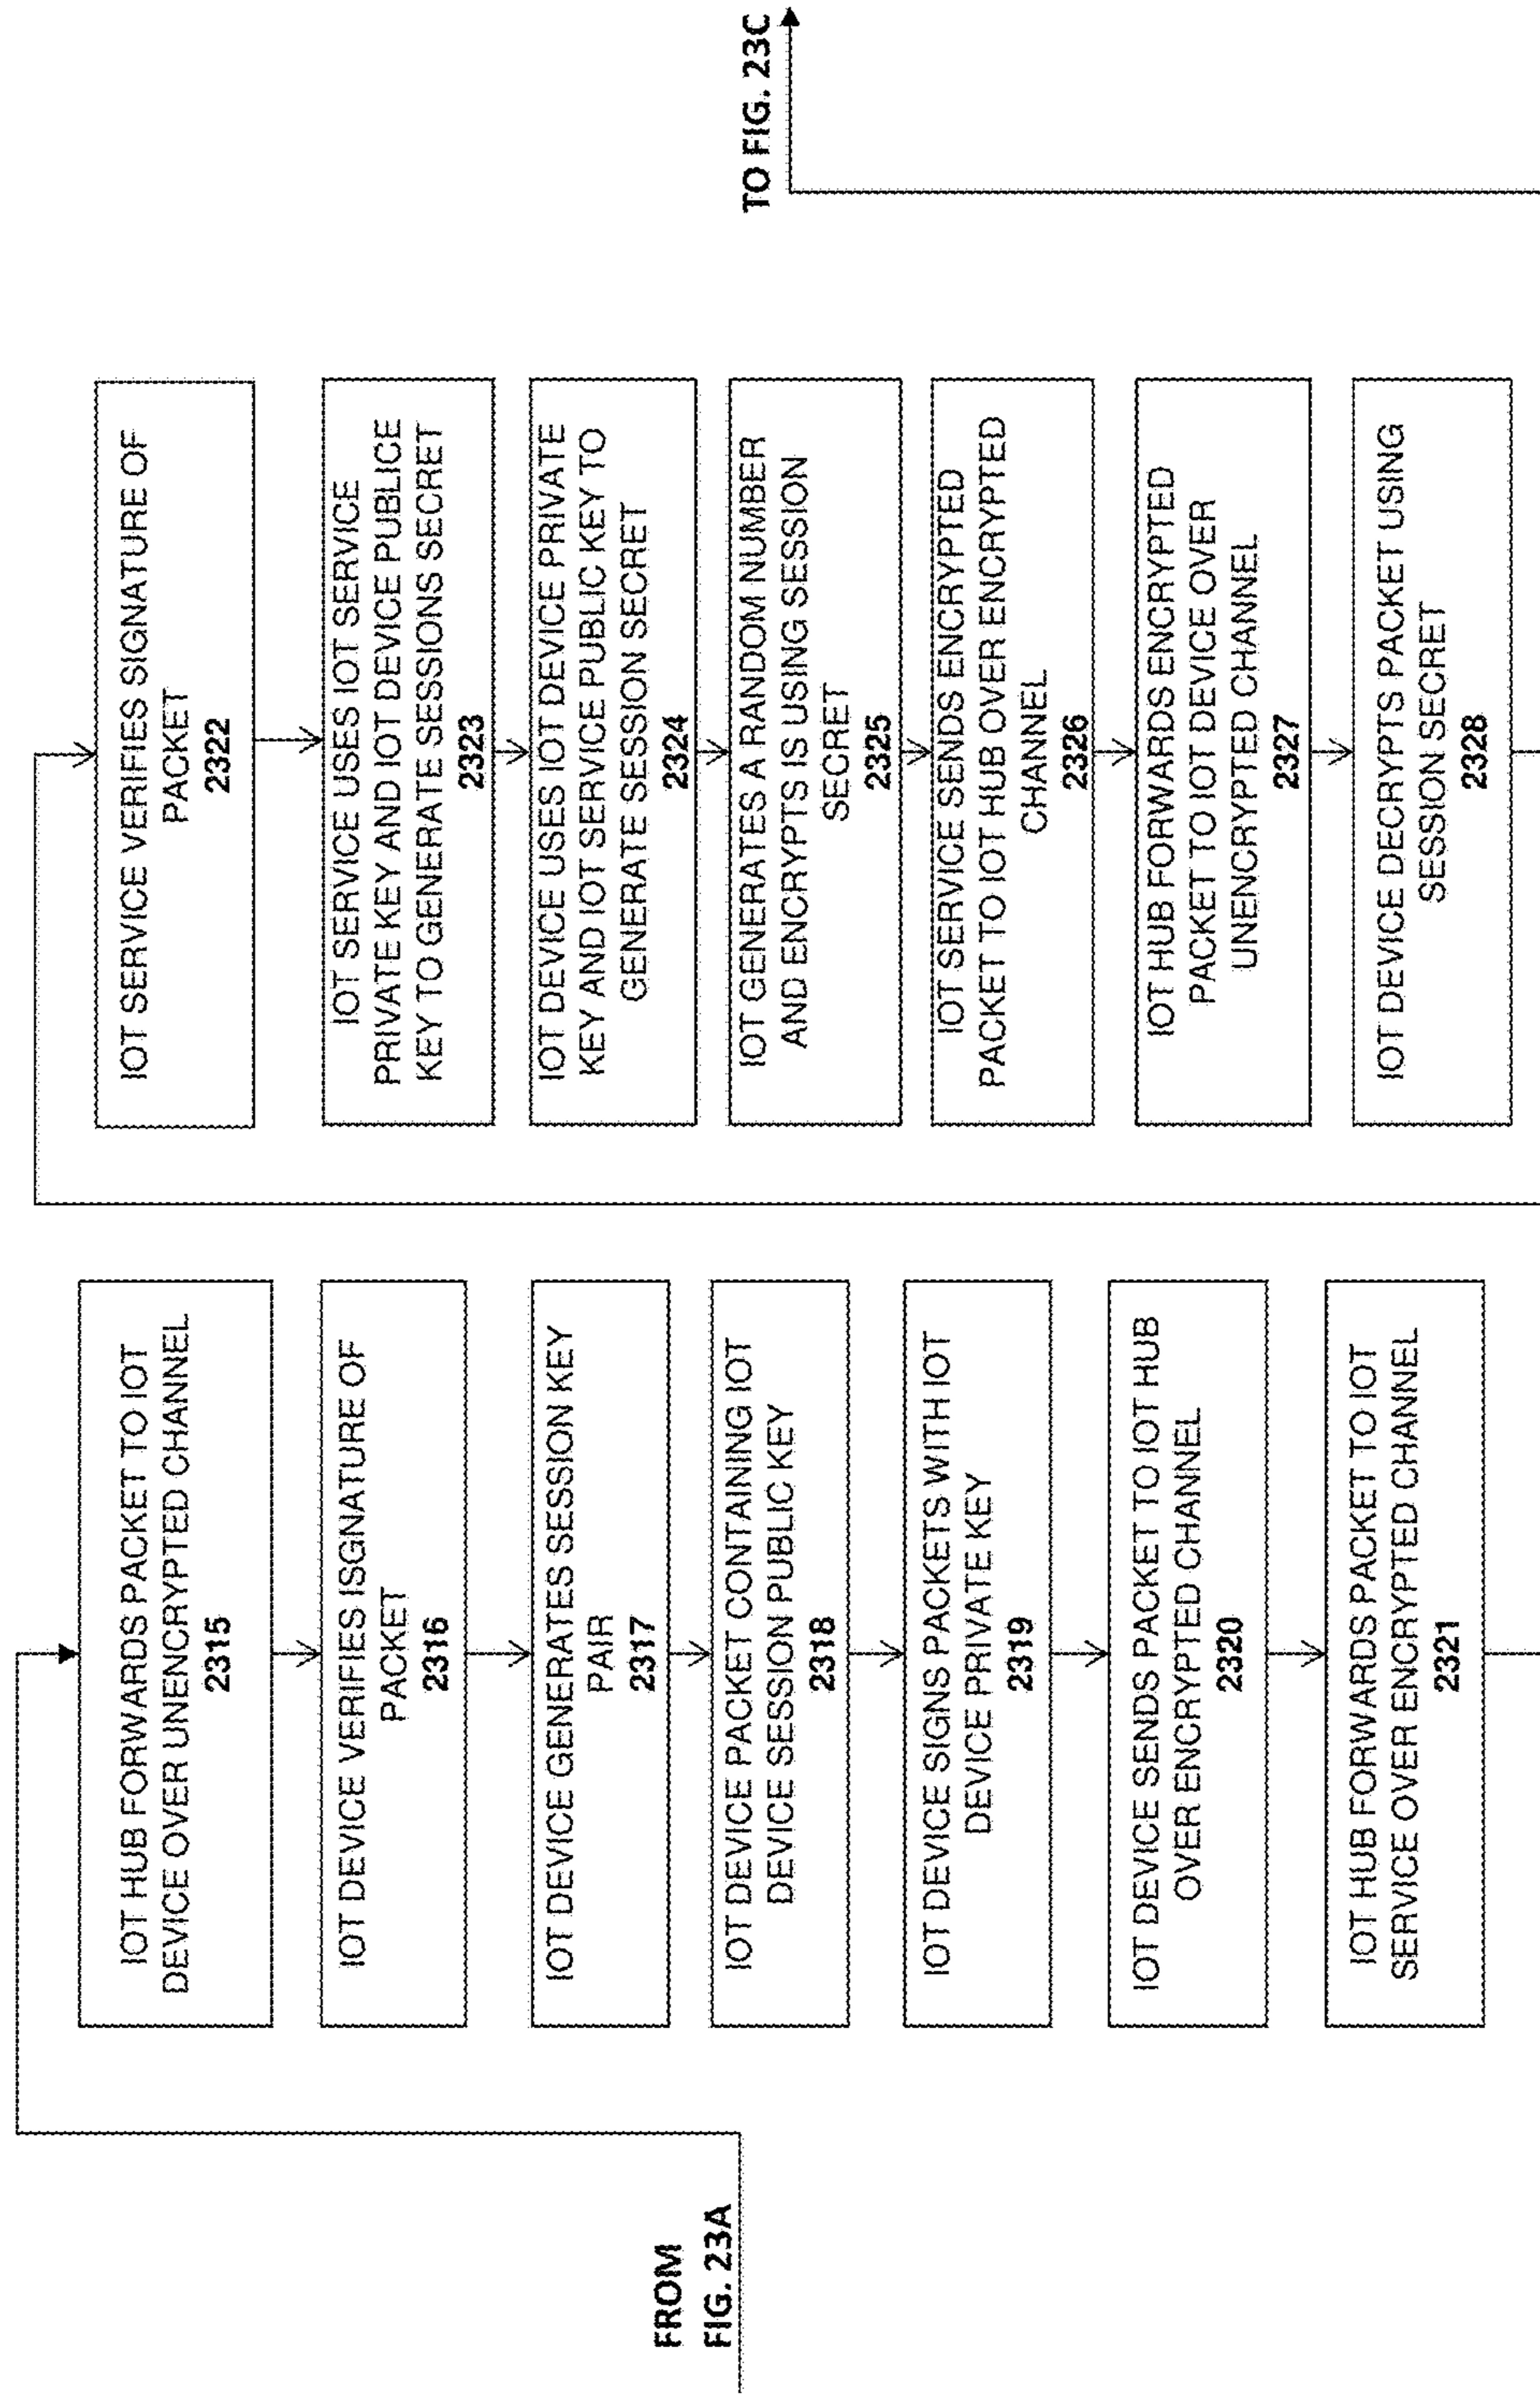 FROM
FIG. 23A
IOT HUB FORWARDS PACKET TO IOT
DEVICE OVER UNENCRYPTED CHANNEL
2315
IOT DEVICE VERIFIES ISGNATURE OF
PACKET
2316
IOT DEVICE GENERATES SESSION KEY
PAIR
2317
IOT DEVICE PACKET CONTAINING IOT
DEVICE SESSION PUBLIC KEY
2318
IOT DEVICE SIGNS PACKETS WITH IOT
DEVICE PRIVATE KEY
2319
IOT DEVICE SENDS PACKET TO IOT HUB
OVER ENCRYPTED CHANNEL
2320
IOT HUB FORWARDS PACKET TO IOT
SERVICE OVER ENCRYPTED CHANNEL
2321
IOT SERVICE VERIFIES SIGNATURE OF
PACKET
2322
IOT SERVICE USES IOT SERVICE
PRIVATE KEY AND IOT DEVICE PUBLICE
KEY TO GENERATE SESSIONS SECRET
2323
IOT DEVICE USES IOT DEVICE PRIVATE
KEY AND IOT SERVICE PUBLIC KEY TO
GENERATE SESSION SECRET
2324
IOT GENERATES A RANDOM NUMBER
AND ENCRYPTS IS USING SESSION
SECRET
2325
IOT SERVICE SENDS ENCRYPTED
PACKET TO IOT HUB OVER ENCRYPTED
CHANNEL
2326
IOT HUB FORWARDS ENCRYPTED
PACKET TO IOT DEVICE OVER
UNENCRYPTED CHANNEL
2327
IOT DEVICE DECRYPTS PACKET USING
SESSION SECRET
2328
TO FIG. 23C